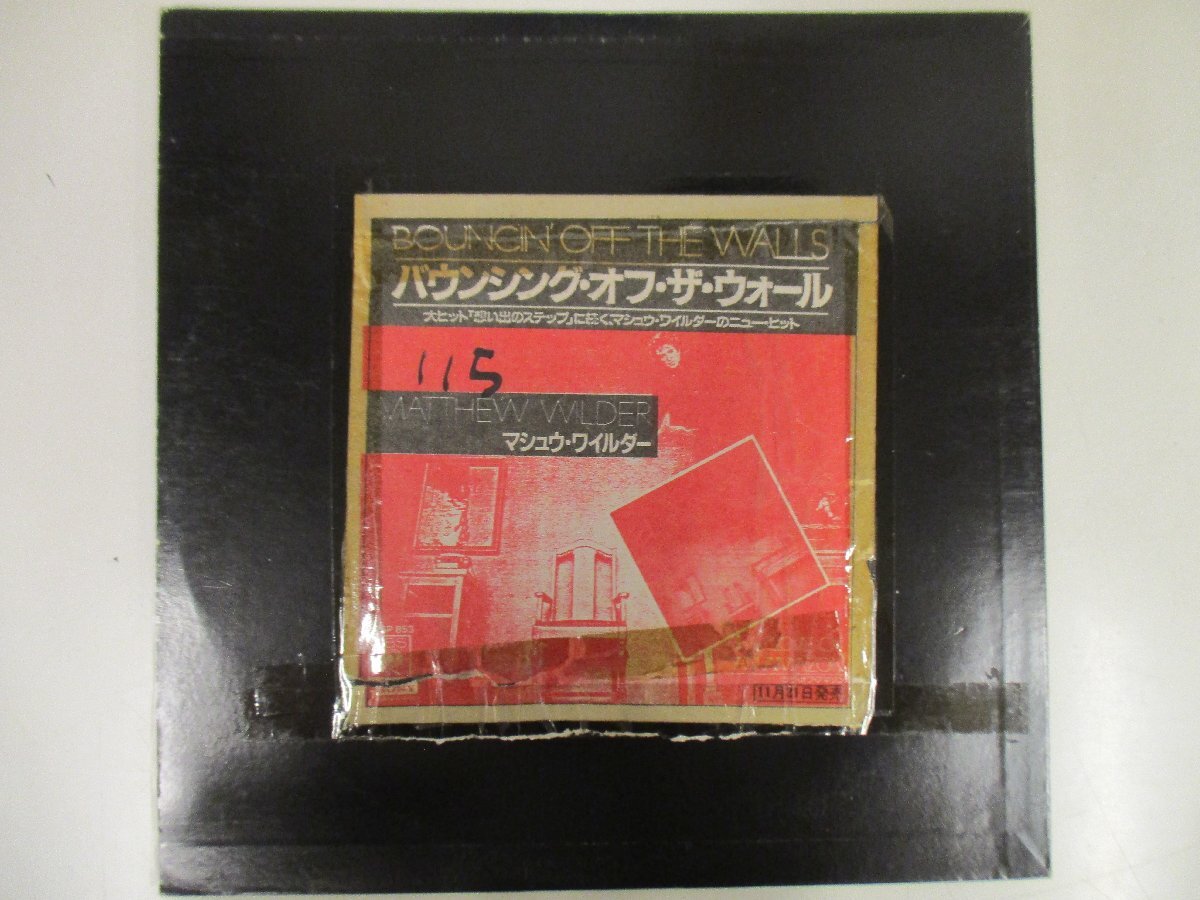 BOUNCIN' OFF THE WALLS
バウンシング・オフ・ザ・ウォール
大ヒット「想い出のステップ」に続く、マシュウ・ワイルダーのニュー・ヒット
115
MATTHEW WILDER
マシュウ・ワイルダー
11月21日発売